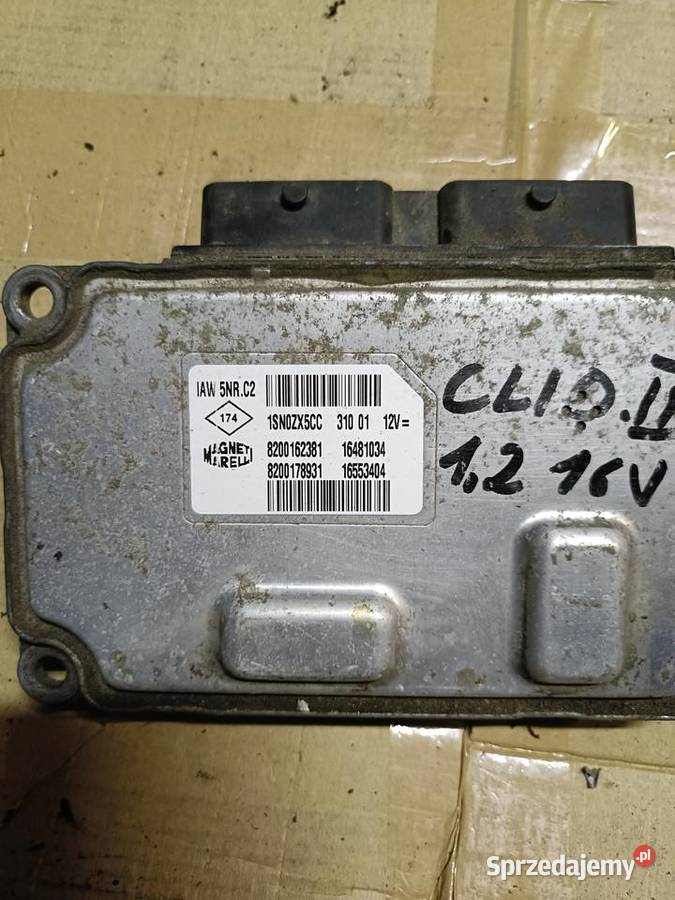 IAW 5NR.C2
174
1SN0ZX5CC 310 01 12V=
MAGNETI
MARELLI
8200162381 16481034
8200178931 16553404
CLIO.II
1,2 16V
Sprzedajemy.pl